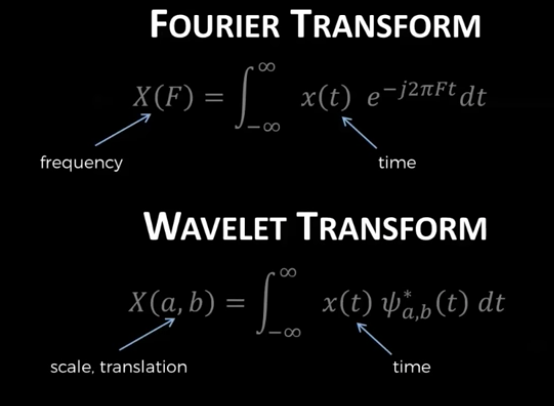 FOURIER TRANSFORM
X(F) = ∫_{-∞}^{∞} x(t) e^{-j2πFt} dt
frequency
time
WAVELET TRANSFORM
X(a, b) = ∫_{-∞}^{∞} x(t) ψ*_{a,b}(t) dt
scale, translation
time